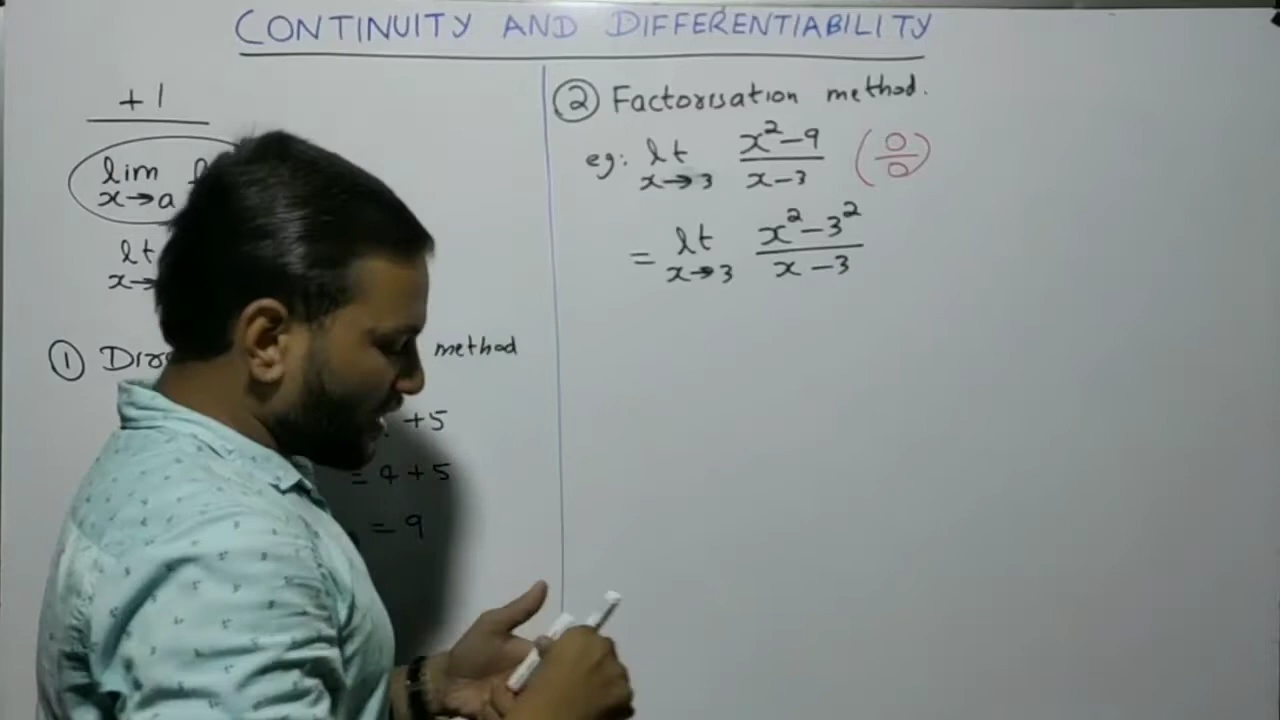 CONTINUITY AND DIFFERENTIABILITY
+1
lim
x→a
lt
x→
① method
+5
= 4 + 5
= 9
② Factorisation method.
eg: lt x→3 (x²-9)/(x-3) (0/0)
= lt x→3 (x²-3²)/(x-3)